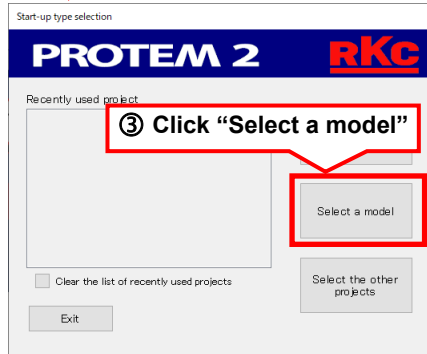 Start-up type selection
PROTEM 2
RKC
Recently used project
③ Click “Select a model”
Select a model
Clear the list of recently used projects
Select the other
projects
Exit